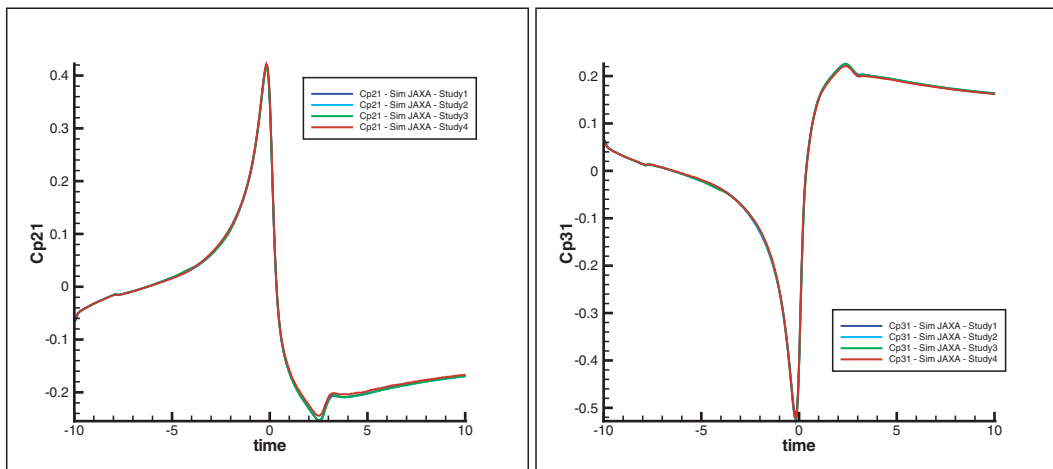 0.4
0.3
0.2
0.1
0
-0.1
-0.2
Cp21
-10
-5
0
5
10
time
Cp21 - Sim JAXA - Study1
Cp21 - Sim JAXA - Study2
Cp21 - Sim JAXA - Study3
Cp21 - Sim JAXA - Study4
0.2
0.1
0
-0.1
-0.2
-0.3
-0.4
-0.5
Cp31
-10
-5
0
5
10
time
Cp31 - Sim JAXA - Study1
Cp31 - Sim JAXA - Study2
Cp31 - Sim JAXA - Study3
Cp31 - Sim JAXA - Study4